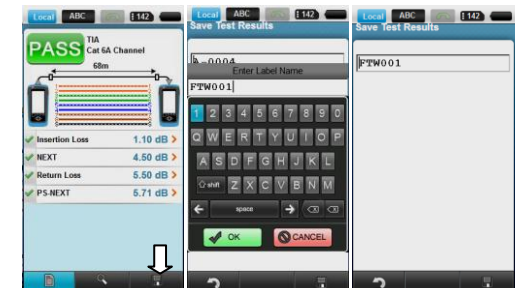 Local ABC 142
PASS TIA
Cat 6A Channel
68m
Insertion Loss 1.10 dB
NEXT 4.50 dB
Return Loss 5.50 dB
PS-NEXT 5.71 dB
Local ABC 142
Save Test Results
A-0004
Enter Label Name
FTW001
1 2 3 4 5 6 7 8 9 0
Q W E R T Y U I O P
A S D F G H J K L
shift Z X C V B N M
space
OK CANCEL
Local ABC 142
Save Test Results
FTW001